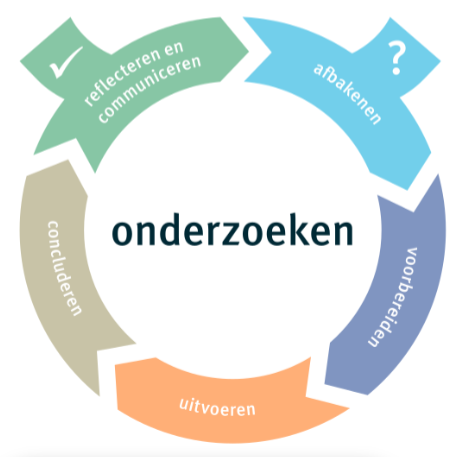 onderzoeken
?
afbakenen
voorbereiden
uitvoeren
concluderen
reflecteren en
communiceren